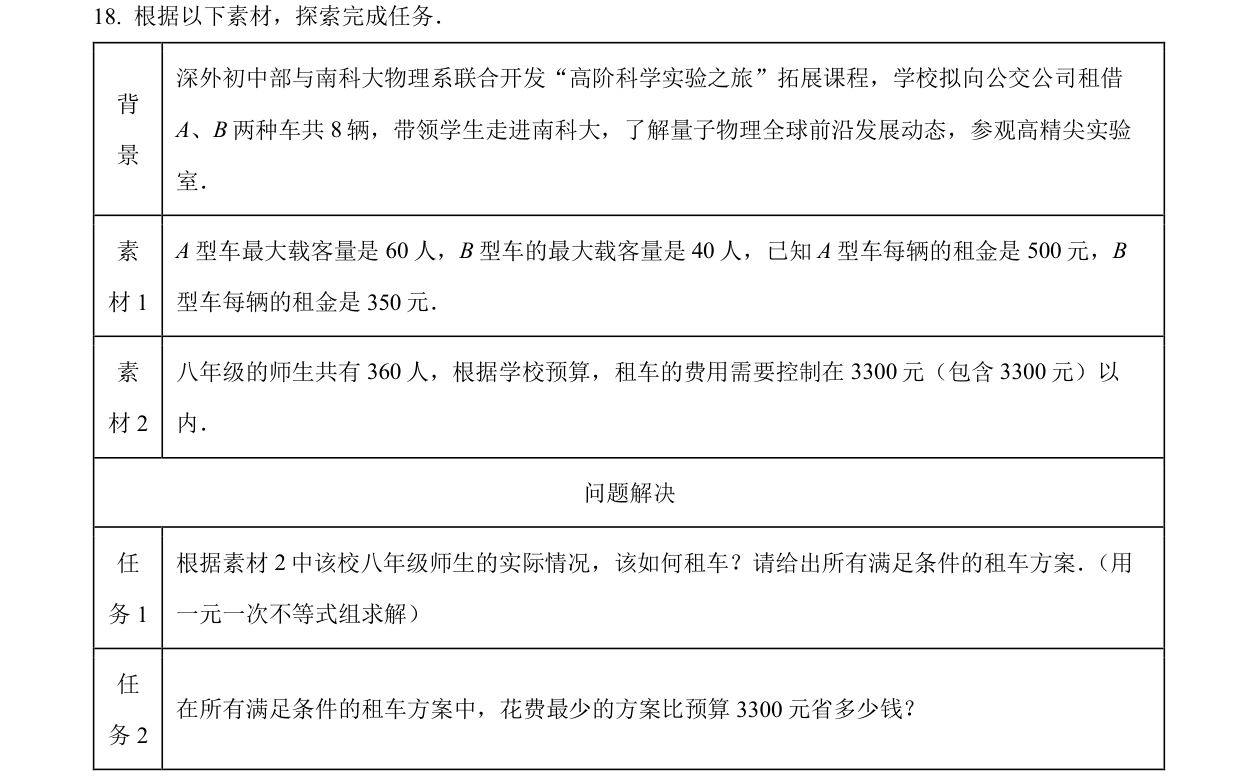 18. 根据以下素材，探索完成任务．
背
景
深外初中部与南科大物理系联合开发“高阶科学实验之旅”拓展课程，学校拟向公交公司租借
A、B 两种车共 8 辆，带领学生走进南科大，了解量子物理全球前沿发展动态，参观高精尖实验
室．
素
材 1
A 型车最大载客量是 60 人，B 型车的最大载客量是 40 人，已知 A 型车每辆的租金是 500 元，B
型车每辆的租金是 350 元．
素
材 2
八年级的师生共有 360 人，根据学校预算，租车的费用需要控制在 3300 元（包含 3300 元）以
内．
问题解决
任
务 1
根据素材 2 中该校八年级师生的实际情况，该如何租车？请给出所有满足条件的租车方案．（用
一元一次不等式组求解）
任
务 2
在所有满足条件的租车方案中，花费最少的方案比预算 3300 元省多少钱？